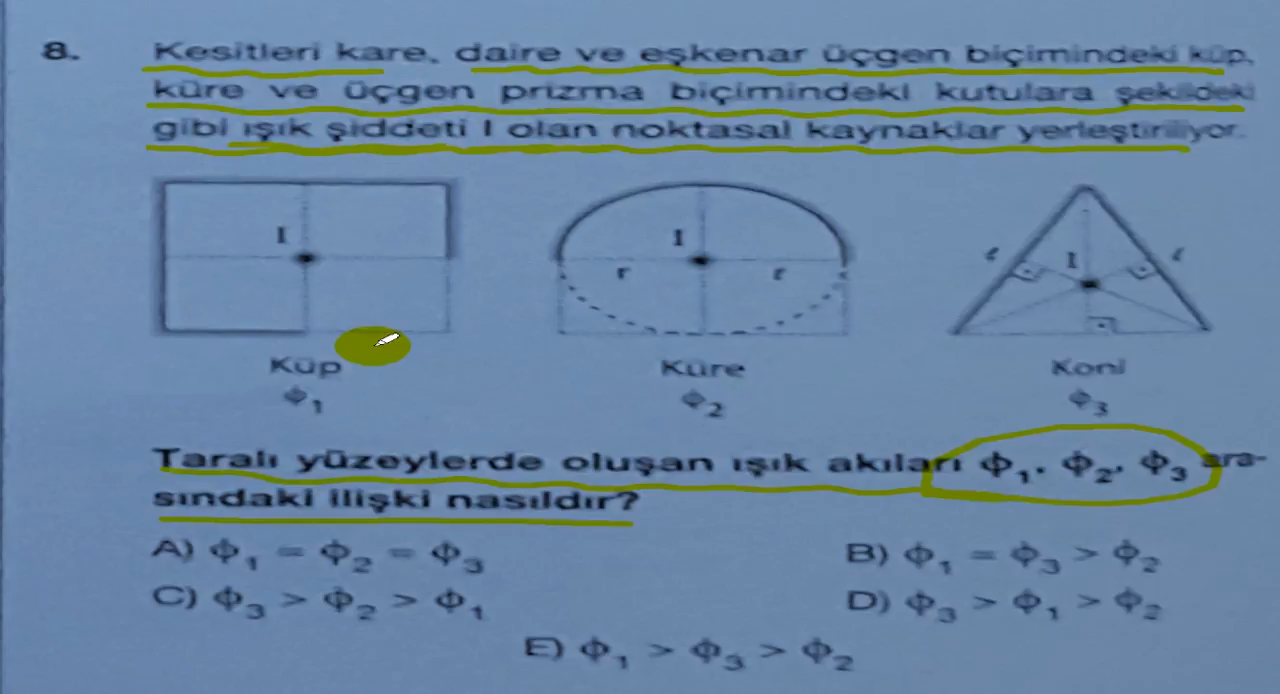 8. Kesitleri kare, daire ve eşkenar üçgen biçimindeki küp,
küre ve üçgen prizma biçimindeki kutulara şekildeki
gibi ışık şiddeti I olan noktasal kaynaklar yerleştiriliyor.
I I ℓ I ℓ
r r
Küp Küre Koni
Φ₁ Φ₂ Φ₃
Taralı yüzeylerde oluşan ışık akıları Φ₁, Φ₂, Φ₃ ara-
sındaki ilişki nasıldır?
A) Φ₁ = Φ₂ = Φ₃ B) Φ₁ = Φ₃ > Φ₂
C) Φ₃ > Φ₂ > Φ₁ D) Φ₃ > Φ₁ > Φ₂
E) Φ₁ > Φ₃ > Φ₂